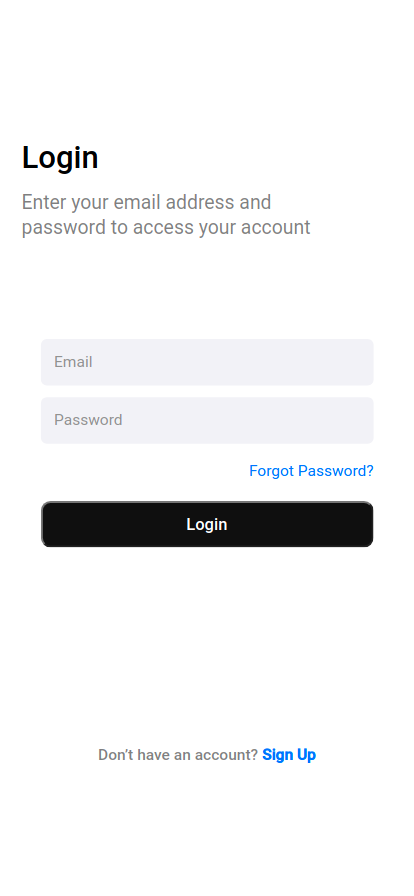 Login
Enter your email address and
password to access your account
Email
Password
Forgot Password?
Login
Don’t have an account? Sign Up